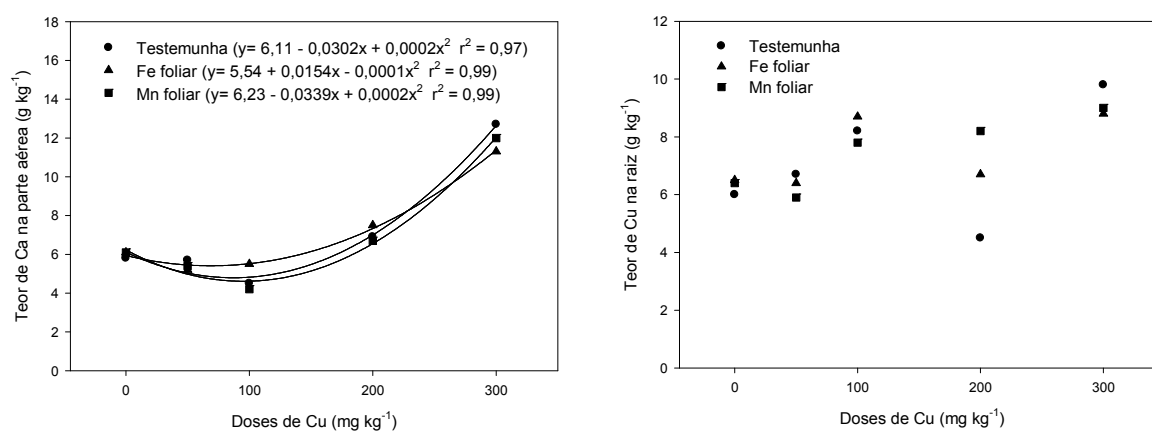 Teor de Ca na parte aérea (g kg⁻¹)
18
16
14
12
10
8
6
4
2
0
Testemunha (y= 6,11 - 0,0302x + 0,0002x² r² = 0,97)
Fe foliar (y= 5,54 + 0,0154x - 0,0001x² r² = 0,99)
Mn foliar (y= 6,23 - 0,0339x + 0,0002x² r² = 0,99)
0 100 200 300
Doses de Cu (mg kg⁻¹)
Teor de Cu na raiz (g kg⁻¹)
12
10
8
6
4
2
0
Testemunha
Fe foliar
Mn foliar
0 100 200 300
Doses de Cu (mg kg⁻¹)